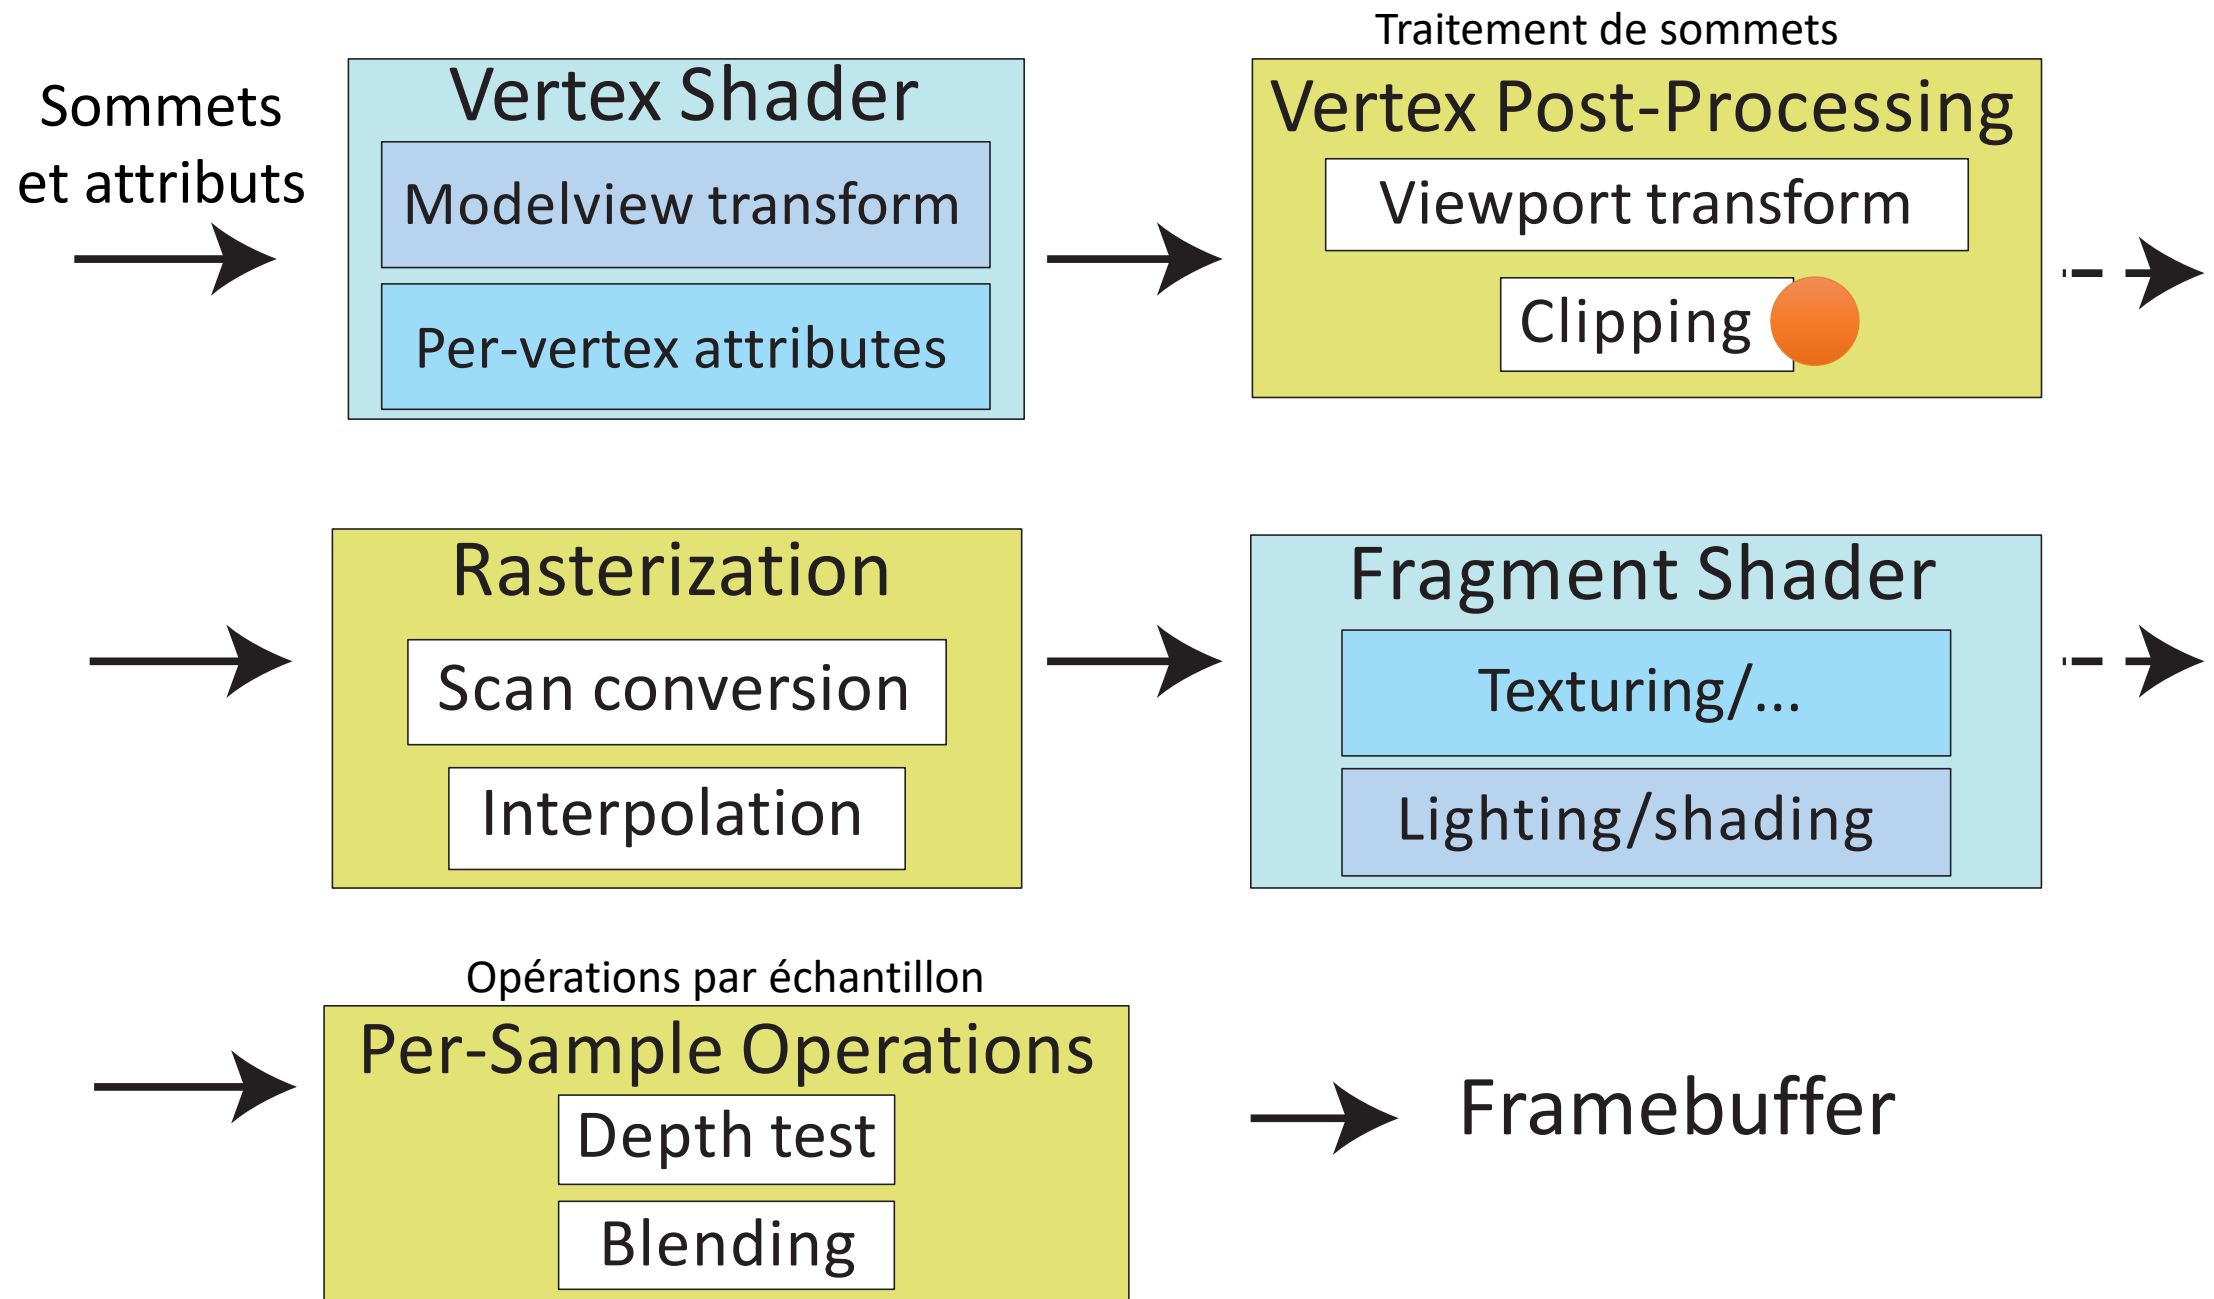 Sommets
et attributs
Vertex Shader
Modelview transform
Per-vertex attributes
Traitement de sommets
Vertex Post-Processing
Viewport transform
Clipping
Rasterization
Scan conversion
Interpolation
Fragment Shader
Texturing/...
Lighting/shading
Opérations par échantillon
Per-Sample Operations
Depth test
Blending
Framebuffer